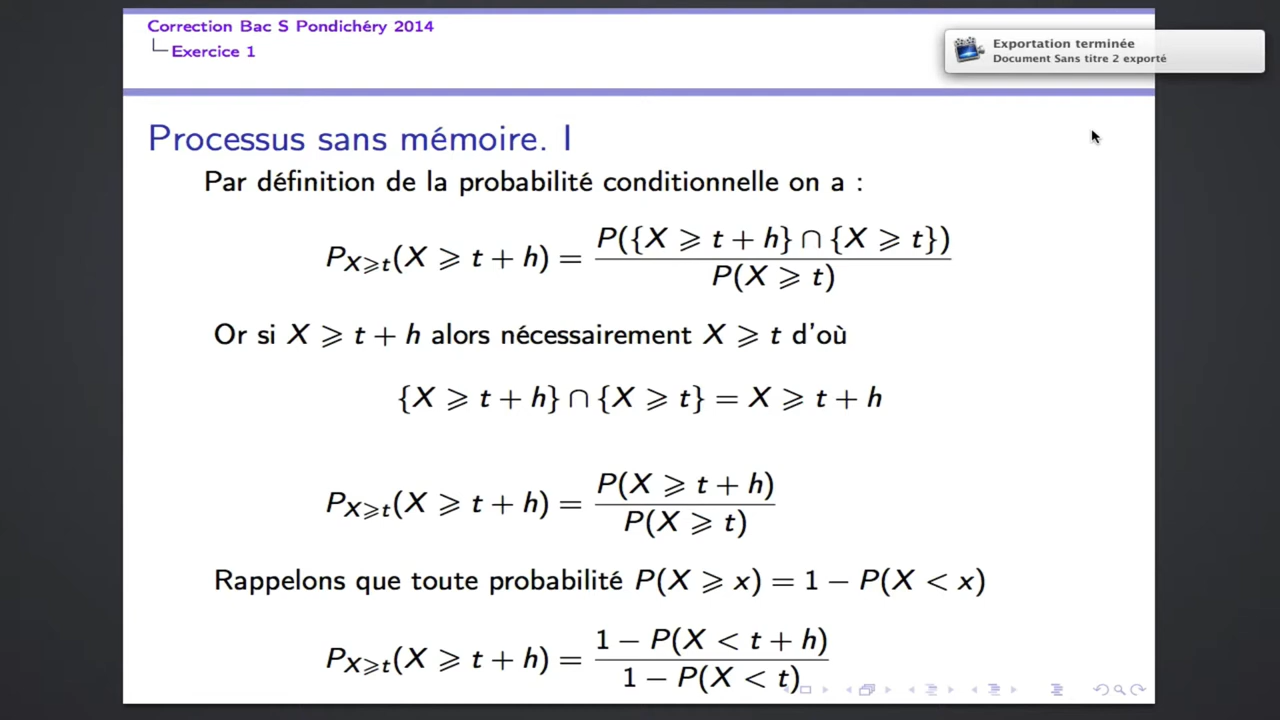 Correction Bac S Pondichéry 2014
Exercice 1
Exportation terminée
Document Sans titre 2 exporté
Processus sans mémoire. I
Par définition de la probabilité conditionnelle on a :
P_{X⩾t}(X ⩾ t + h) = P({X ⩾ t + h} ∩ {X ⩾ t}) / P(X ⩾ t)
Or si X ⩾ t + h alors nécessairement X ⩾ t d'où
{X ⩾ t + h} ∩ {X ⩾ t} = X ⩾ t + h
P_{X⩾t}(X ⩾ t + h) = P(X ⩾ t + h) / P(X ⩾ t)
Rappelons que toute probabilité P(X ⩾ x) = 1 − P(X < x)
P_{X⩾t}(X ⩾ t + h) = 1 − P(X < t + h) / 1 − P(X < t)